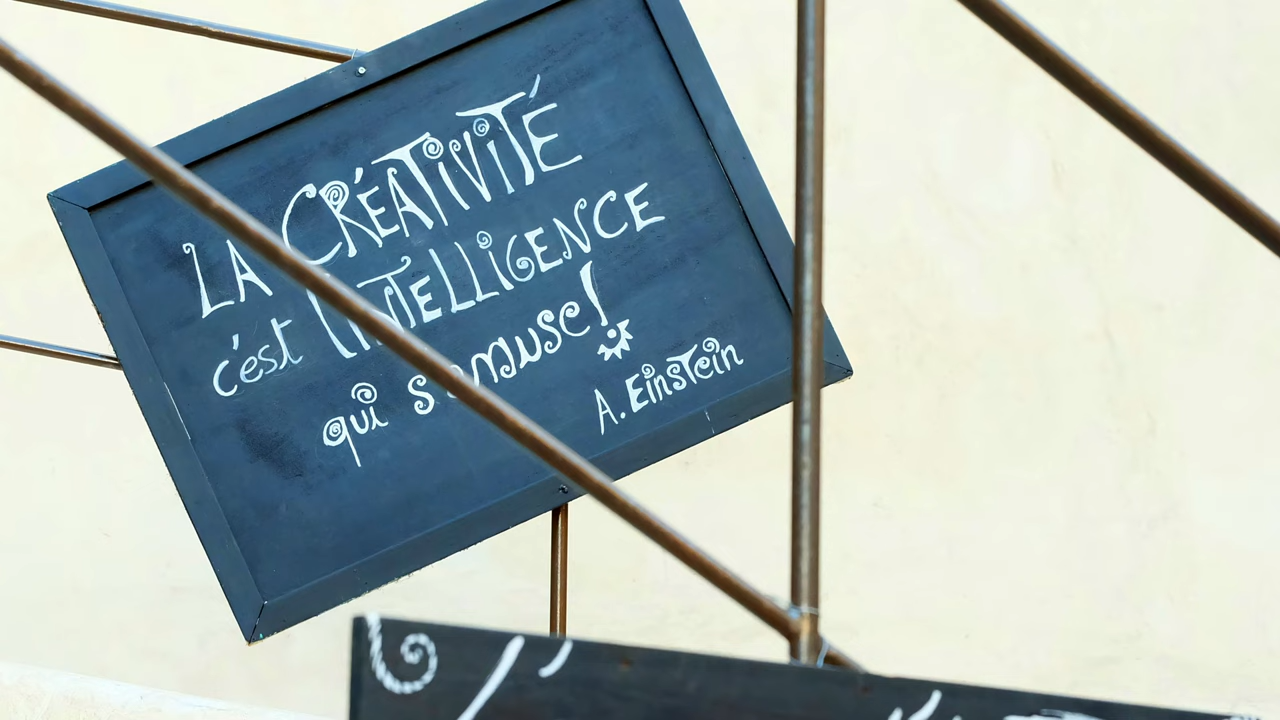 LA CRÉATIVITÉ
c'est l'INTELLIGENCE
qui s'amuse!
A. EinsTein